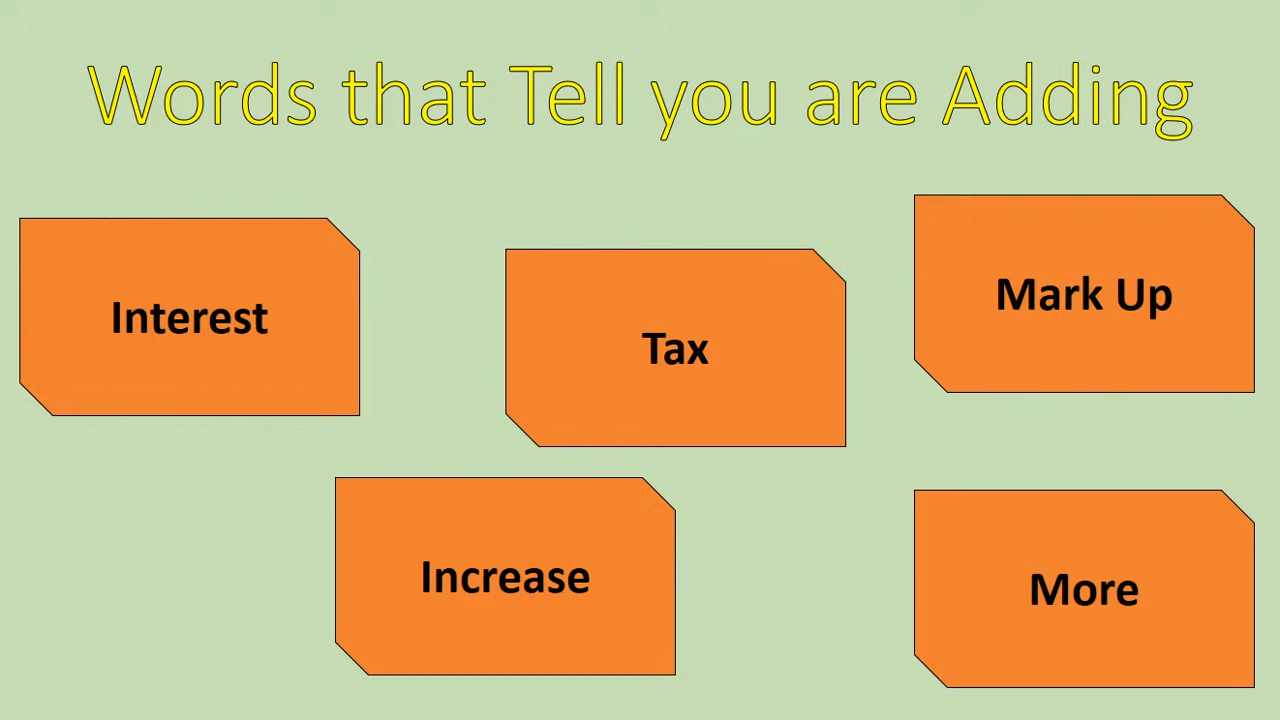 Words that Tell you are Adding
Interest
Tax
Mark Up
Increase
More